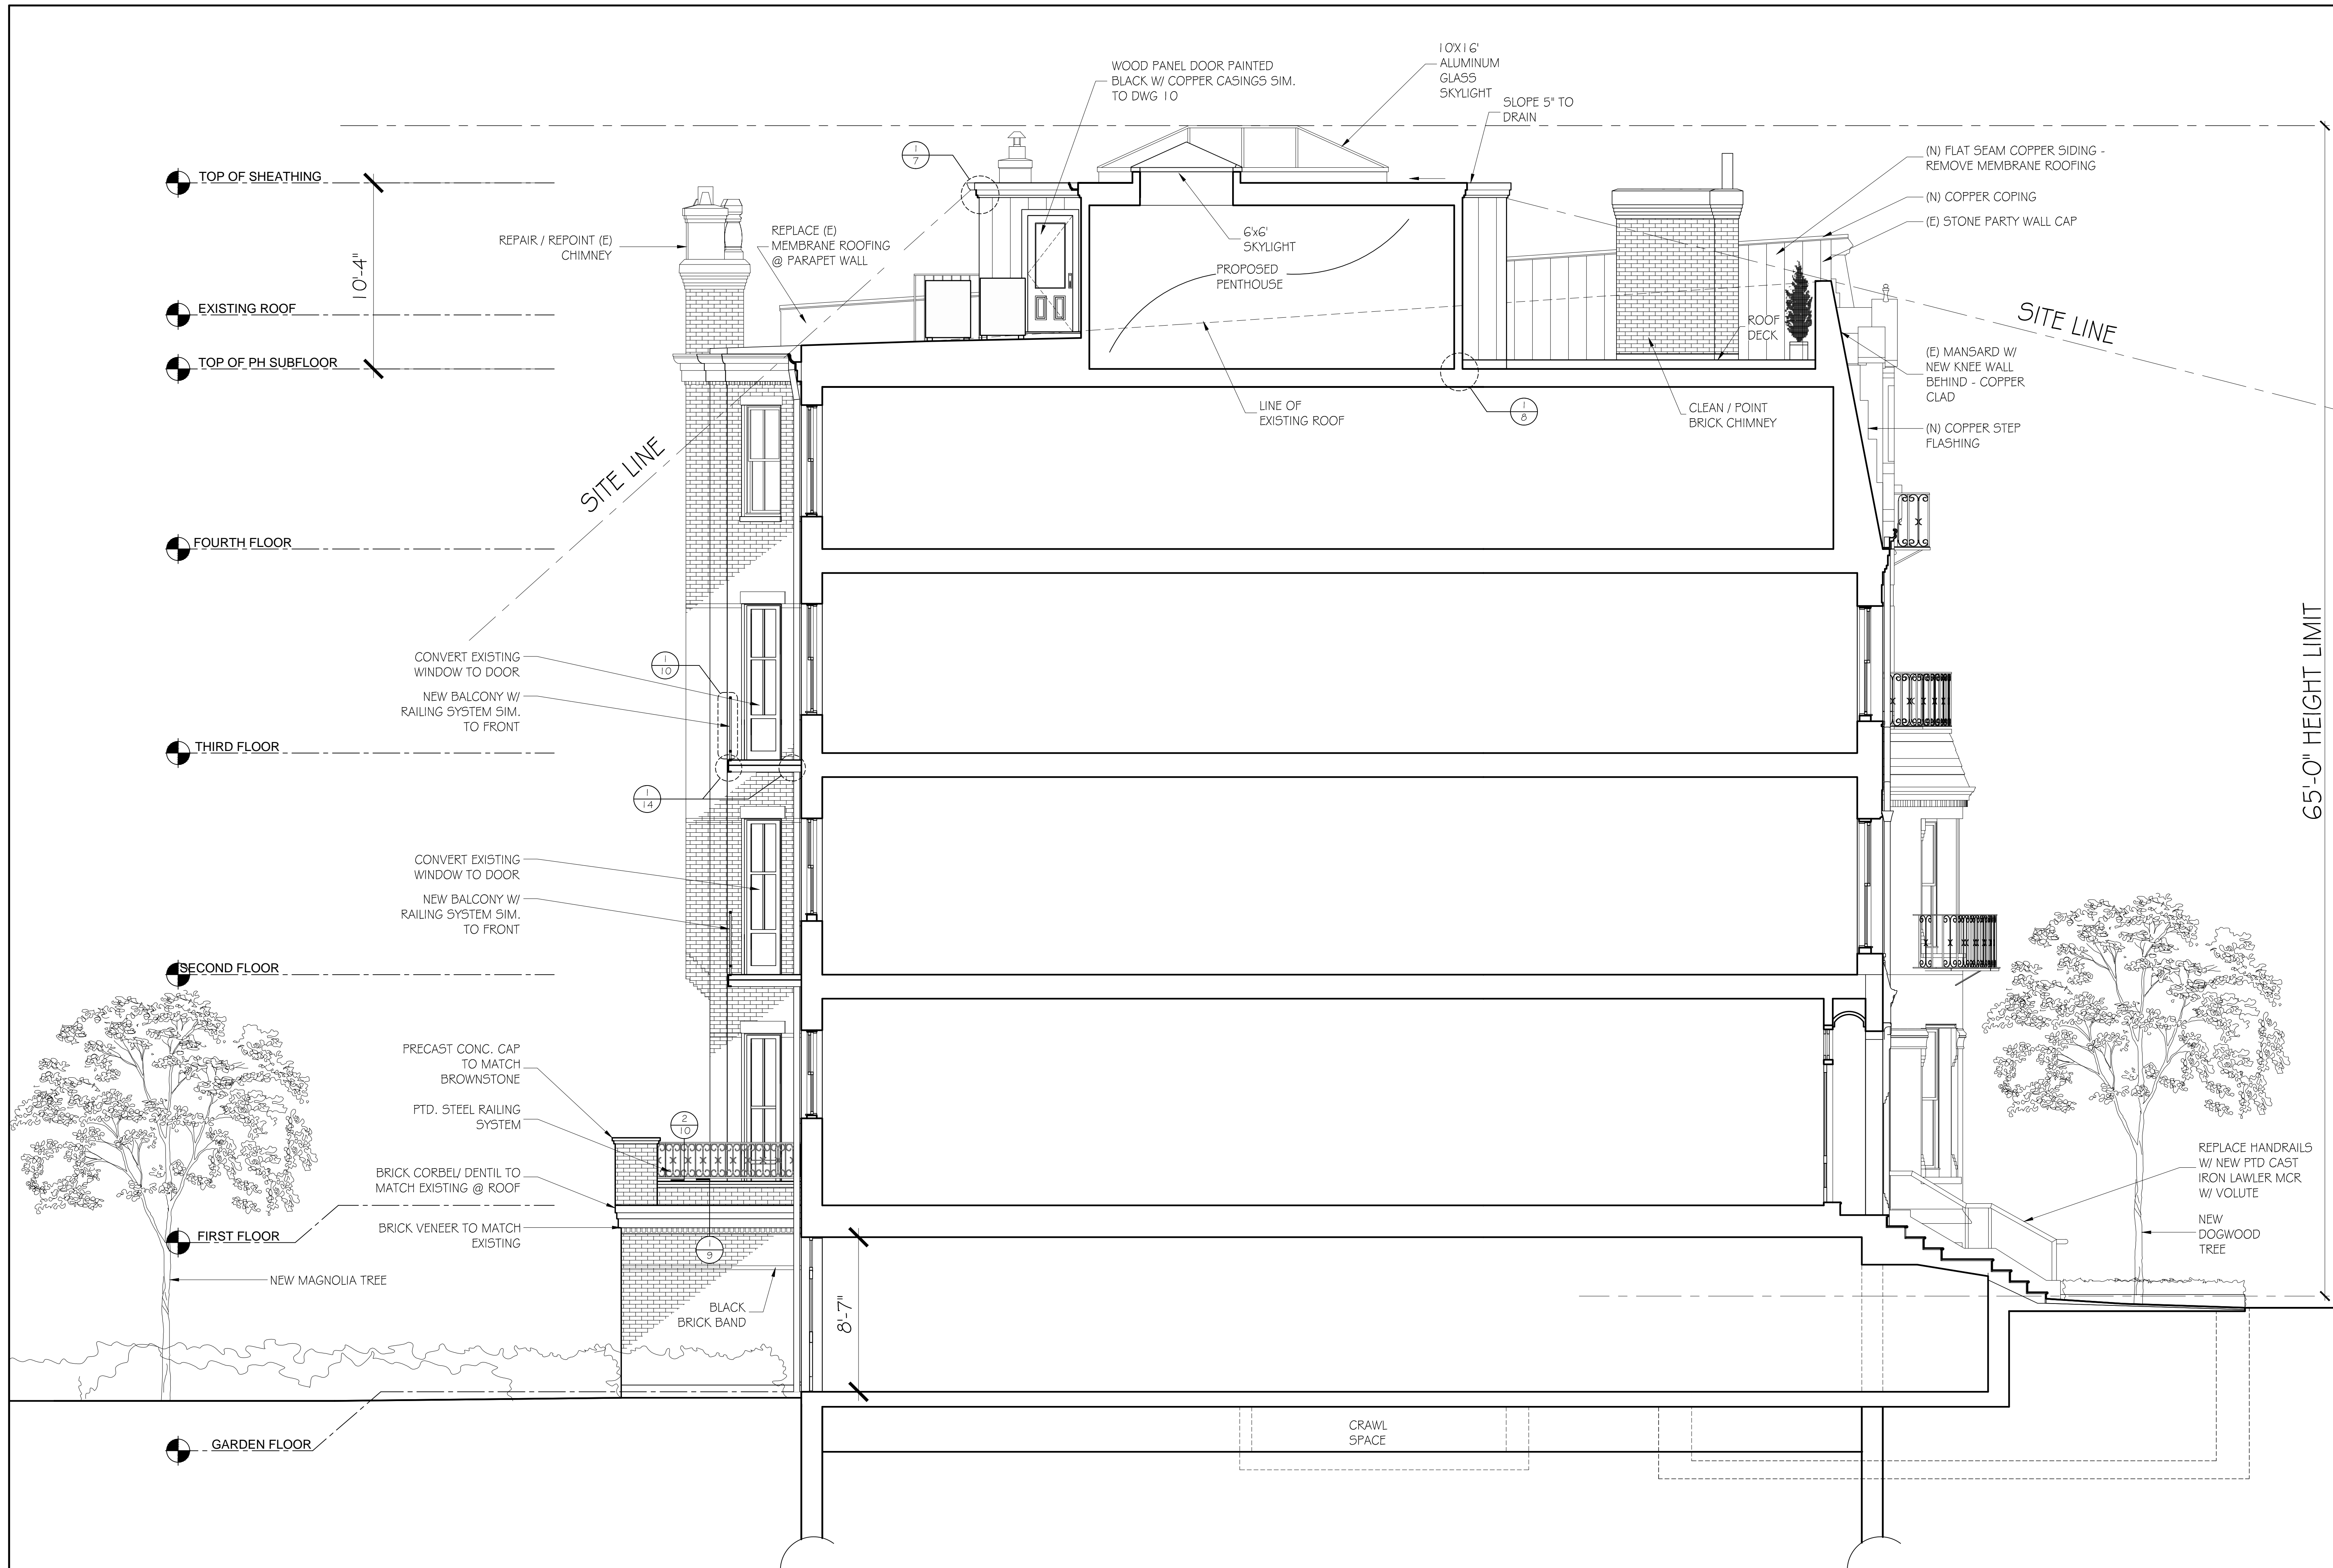 10'X16'
ALUMINUM
GLASS
SKYLIGHT
WOOD PANEL DOOR PAINTED
BLACK W/ COPPER CASINGS SIM.
TO DWG 10
SLOPE 5" TO
DRAIN
1
7
(N) FLAT SEAM COPPER SIDING -
REMOVE MEMBRANE ROOFING
TOP OF SHEATHING
(N) COPPER COPING
(E) STONE PARTY WALL CAP
REPAIR / REPOINT (E)
CHIMNEY
REPLACE (E)
MEMBRANE ROOFING
@ PARAPET WALL
6'x6'
SKYLIGHT
PROPOSED
PENTHOUSE
10'-4"
EXISTING ROOF
SITE LINE
ROOF
DECK
TOP OF PH SUBFLOOR
(E) MANSARD W/
NEW KNEE WALL
BEHIND - COPPER
CLAD
LINE OF
EXISTING ROOF
1
8
CLEAN / POINT
BRICK CHIMNEY
(N) COPPER STEP
FLASHING
SITE LINE
FOURTH FLOOR
65'-0" HEIGHT LIMIT
CONVERT EXISTING
WINDOW TO DOOR
1
10
NEW BALCONY W/
RAILING SYSTEM SIM.
TO FRONT
THIRD FLOOR
1
14
CONVERT EXISTING
WINDOW TO DOOR
NEW BALCONY W/
RAILING SYSTEM SIM.
TO FRONT
SECOND FLOOR
PRECAST CONC. CAP
TO MATCH
BROWNSTONE
PTD. STEEL RAILING
SYSTEM
2
10
BRICK CORBEL/ DENTIL TO
MATCH EXISTING @ ROOF
REPLACE HANDRAILS
W/ NEW PTD CAST
IRON LAWLER MCR
W/ VOLUTE
BRICK VENEER TO MATCH
EXISTING
FIRST FLOOR
1
9
NEW
DOGWOOD
TREE
NEW MAGNOLIA TREE
BLACK
BRICK BAND
8'-7"
CRAWL
SPACE
GARDEN FLOOR